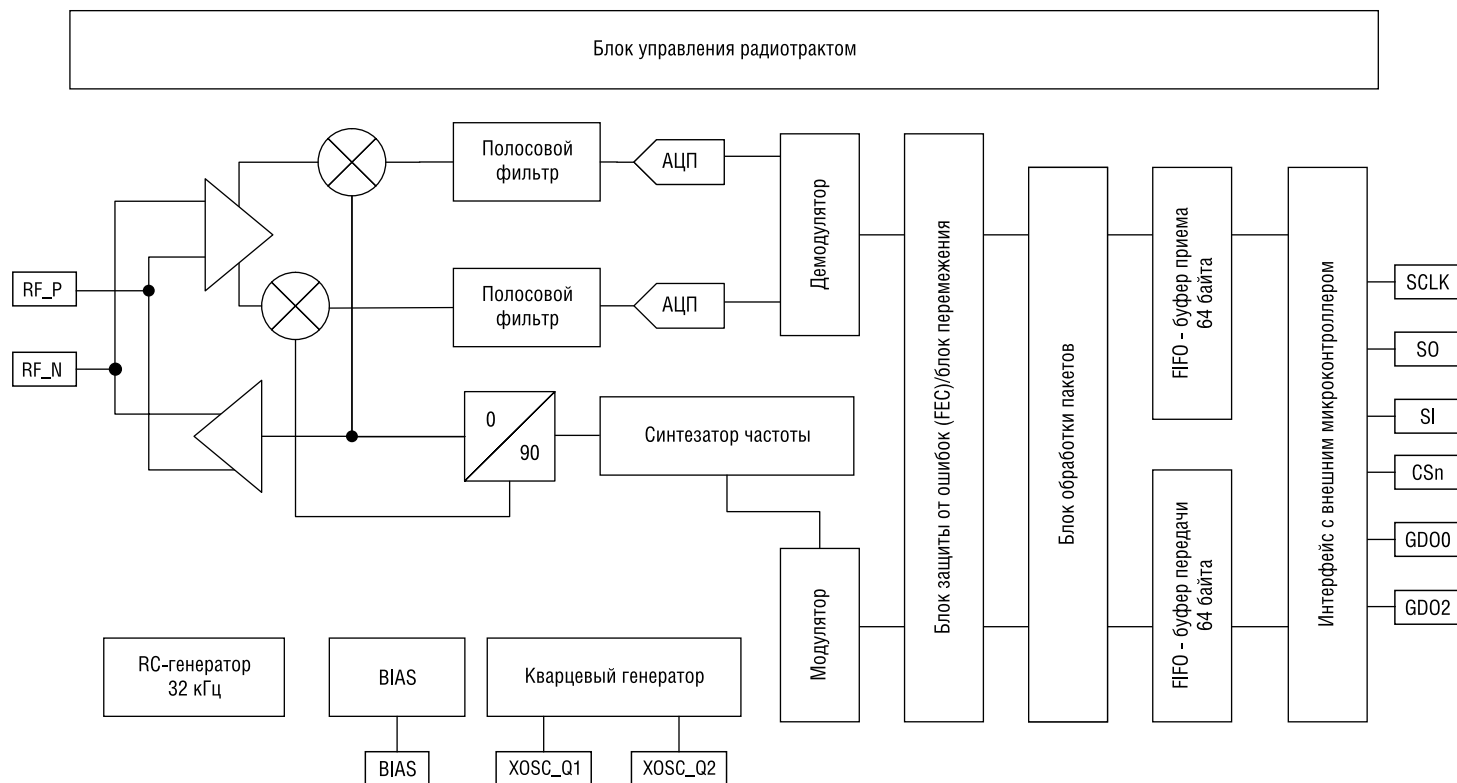 Блок управления радиотрактом
Полосовой
фильтр
АЦП
Полосовой
фильтр
АЦП
Демодулятор
RF_P
RF_N
0
90
Синтезатор частоты
Модулятор
Блок защиты от ошибок (FEC)/блок перемежения
Блок обработки пакетов
FIFO - буфер приема
64 байта
FIFO - буфер передачи
64 байта
Интерфейс с внешним микроконтроллером
SCLK
SO
SI
CSn
GDO0
GDO2
RC-генератор
32 кГц
BIAS
Кварцевый генератор
BIAS
XOSC_Q1
XOSC_Q2